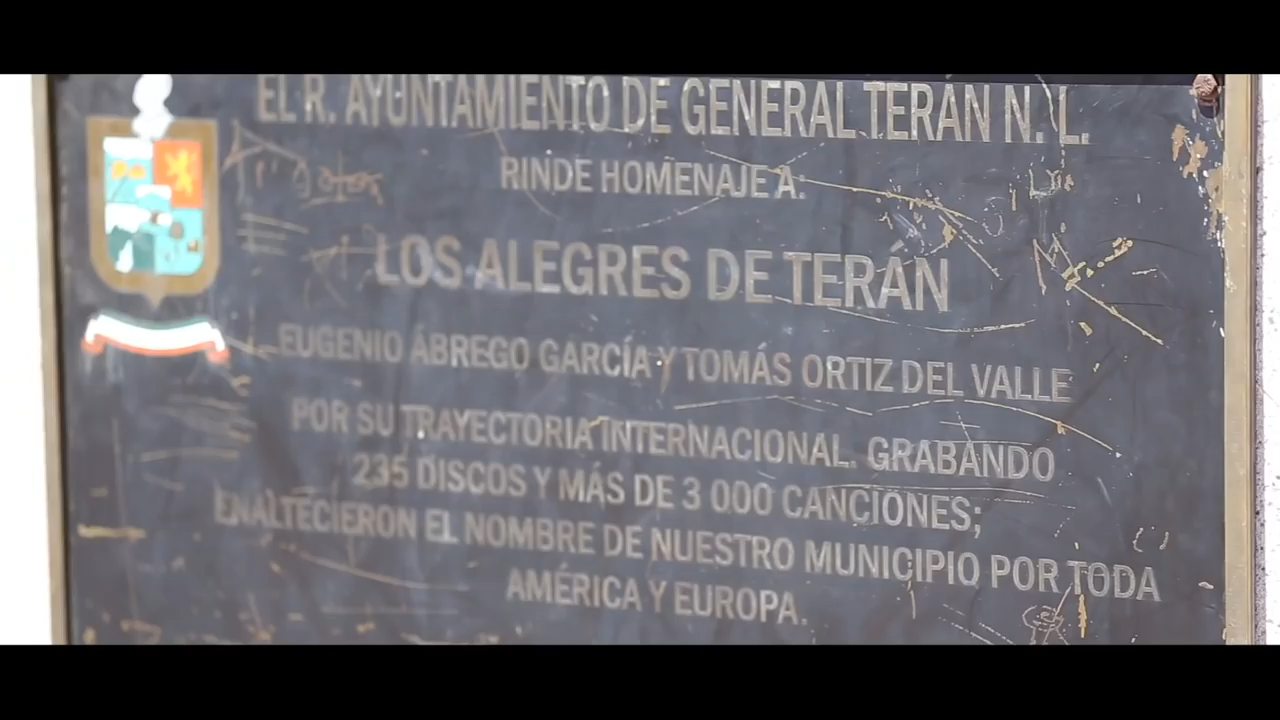 EL R. AYUNTAMIENTO DE GENERAL TERAN N. L.
RINDE HOMENAJE A:
LOS ALEGRES DE TERÁN
EUGENIO ÁBREGO GARCÍA Y TOMÁS ORTIZ DEL VALLE
POR SU TRAYECTORIA INTERNACIONAL. GRABANDO
235 DISCOS Y MÁS DE 3 000 CANCIONES;
ENALTECIERON EL NOMBRE DE NUESTRO MUNICIPIO POR TODA
AMÉRICA Y EUROPA.